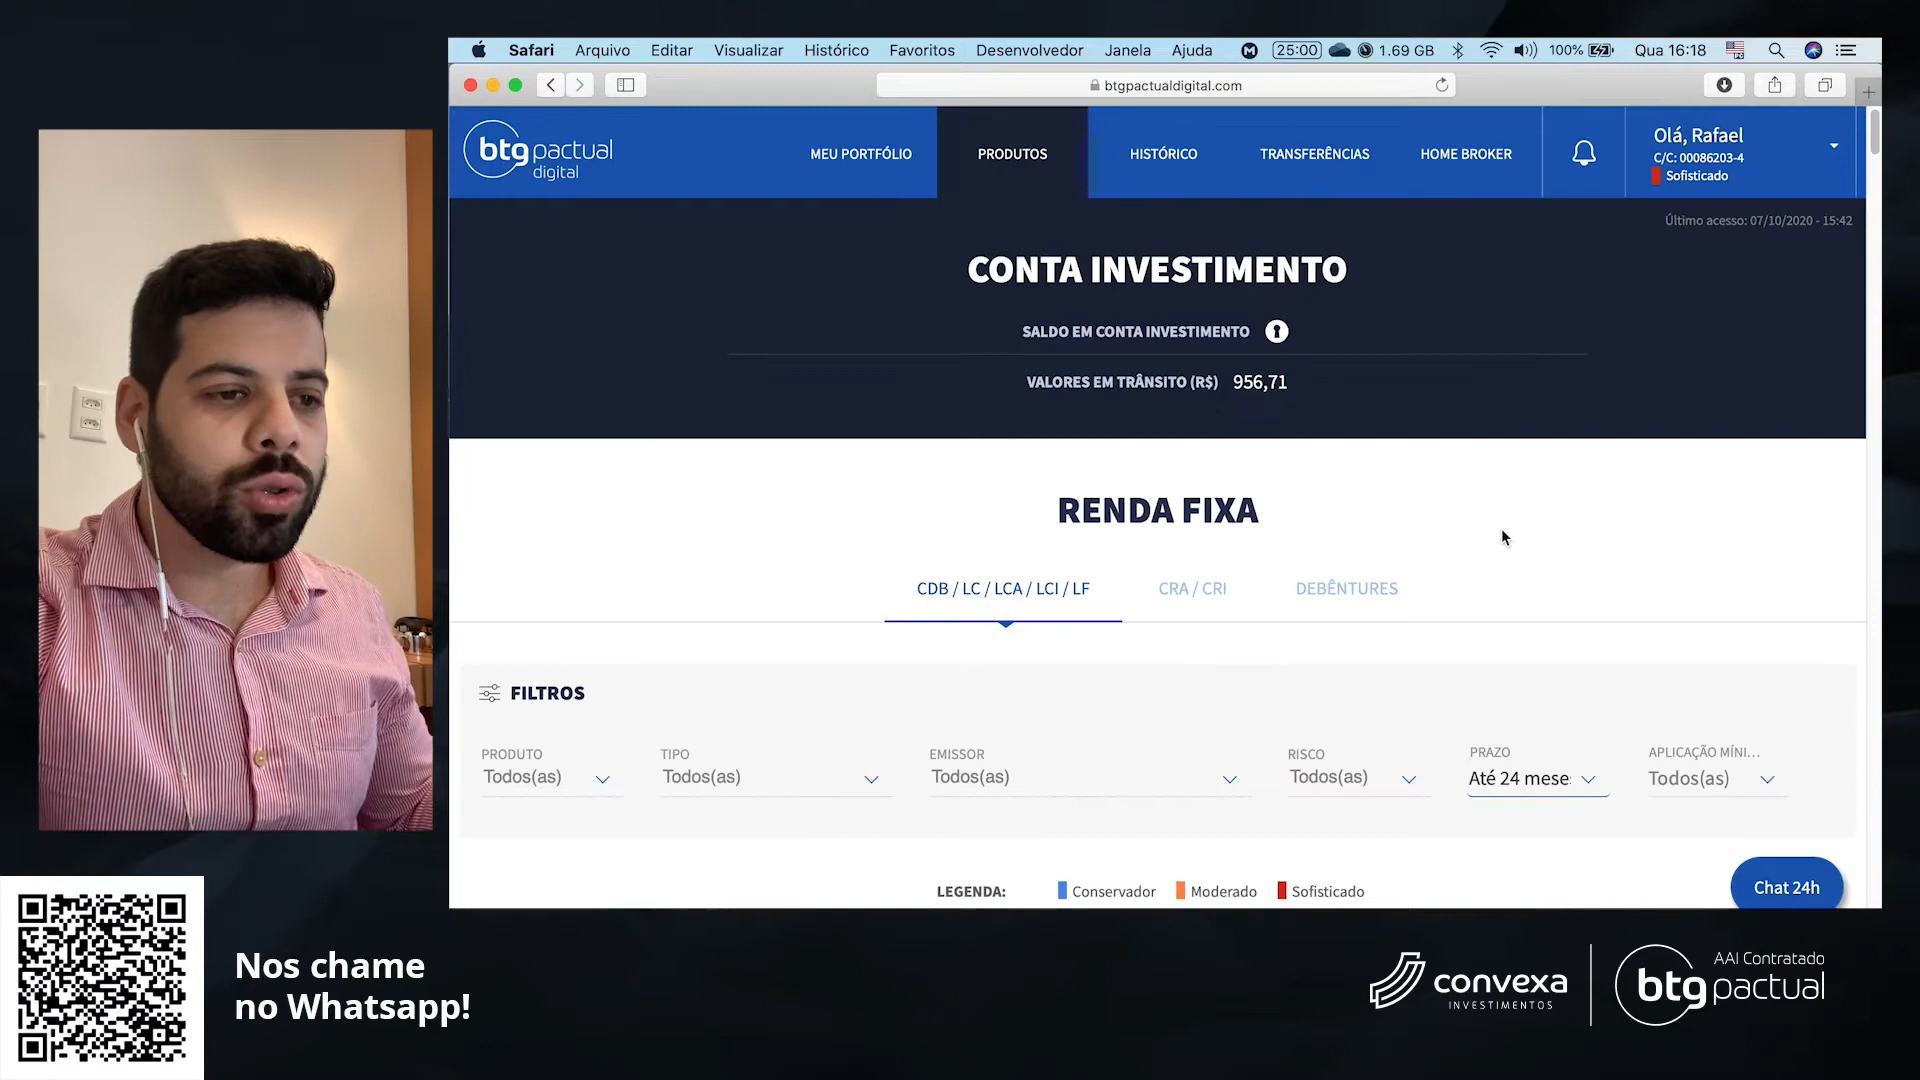 Safari Arquivo Editar Visualizar Histórico Favoritos Desenvolvedor Janela Ajuda 25:00 1.69 GB 100% Qua 16:18
btgpactualdigital.com
btg pactual
digital
MEU PORTFÓLIO
PRODUTOS
HISTÓRICO
TRANSFERÊNCIAS
HOME BROKER
Olá, Rafael
C/C: 00086203-4
Sofisticado
Último acesso: 07/10/2020 - 15:42
CONTA INVESTIMENTO
SALDO EM CONTA INVESTIMENTO
VALORES EM TRÂNSITO (R$) 956,71
RENDA FIXA
CDB / LC / LCA / LCI / LF
CRA / CRI
DEBÊNTURES
FILTROS
PRODUTO
Todos(as)
TIPO
Todos(as)
EMISSOR
Todos(as)
RISCO
Todos(as)
PRAZO
Até 24 mese
APLICAÇÃO MÍNI...
Todos(as)
LEGENDA: Conservador Moderado Sofisticado
Chat 24h
Nos chame
no Whatsapp!
convexa
INVESTIMENTOS
AAI Contratado
btg pactual